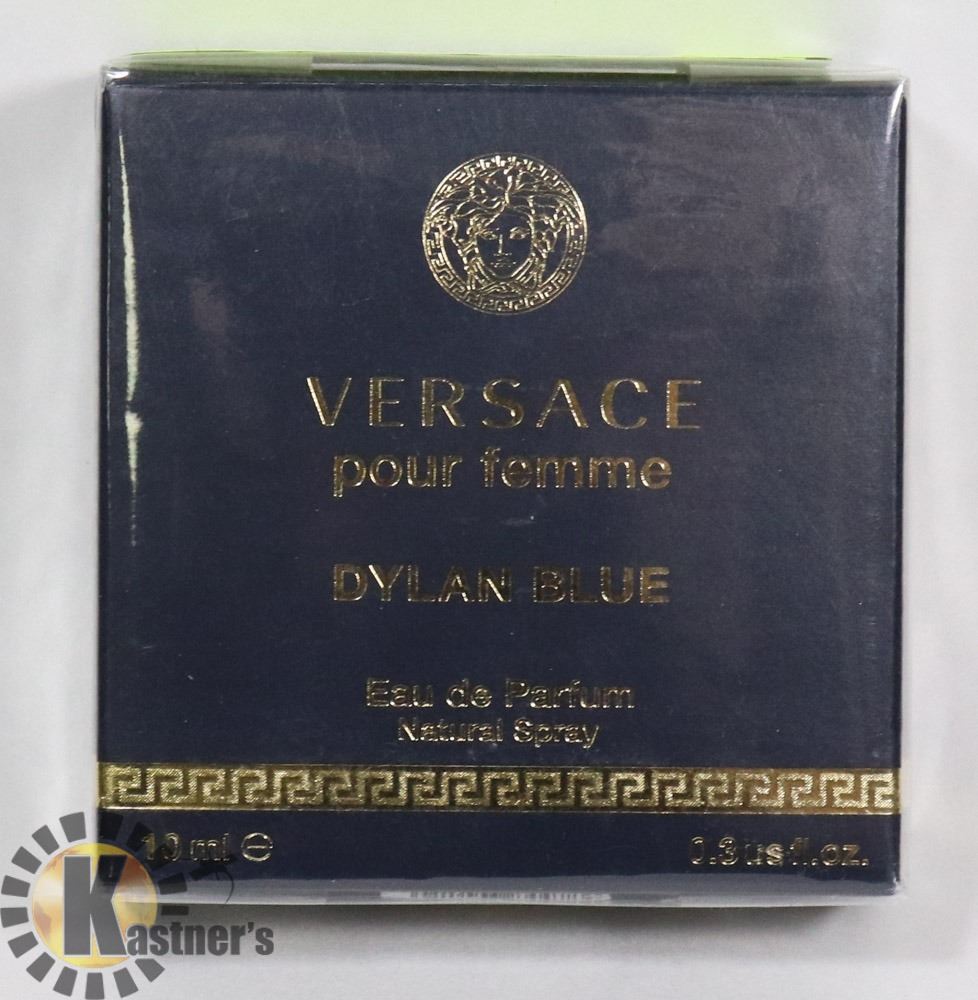 VERSACE
pour femme
DYLAN BLUE
Eau de Parfum
Natural Spray
10 ml ⊖
0.3 us fl. oz.
Kastner's